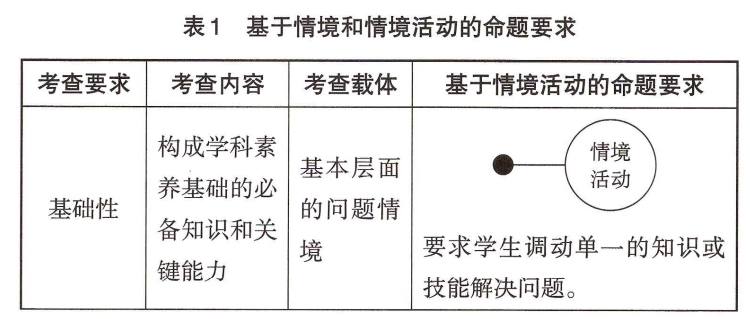 表1 基于情境和情境活动的命题要求
考查要求 考查内容 考查载体 基于情境活动的命题要求
基础性
构成学科素
养基础的必
备知识和关
键能力
基本层面
的问题情
境
情境
活动
要求学生调动单一的知识或
技能解决问题。